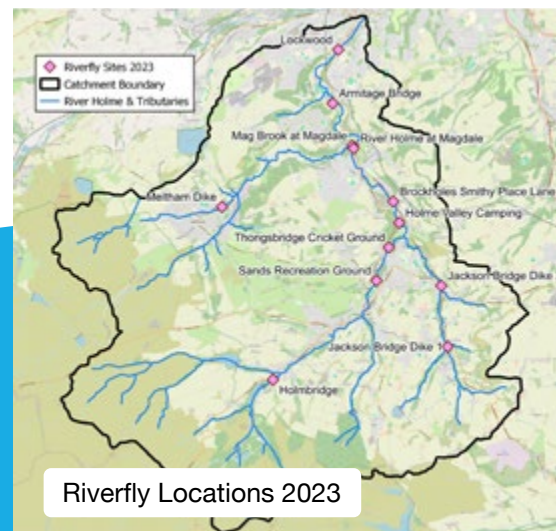 Riverfly Sites 2023
Catchment Boundary
River Holme & Tributaries
Lockwood
Armitage Bridge
Mag Brook at Magdale
River Holme at Magdale
Meltham Dike
Brockholes Smithy Place Lane
Holme Valley Camping
Thongsbridge Cricket Ground
Sands Recreation Ground
Jackson Bridge Dike
Jackson Bridge Dike 1
Holmbridge
Riverfly Locations 2023